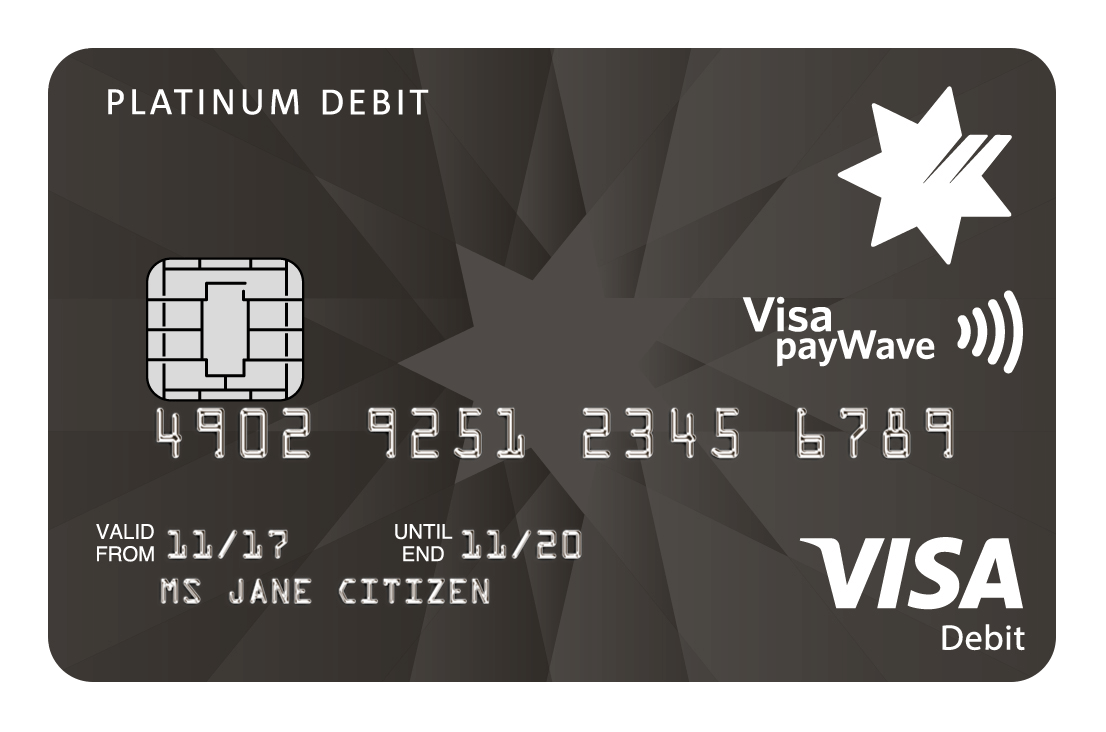 PLATINUM DEBIT
Visa
payWave
4902 9251 2345 6789
VALID FROM 11/17 UNTIL END 11/20
MS JANE CITIZEN
VISA
Debit